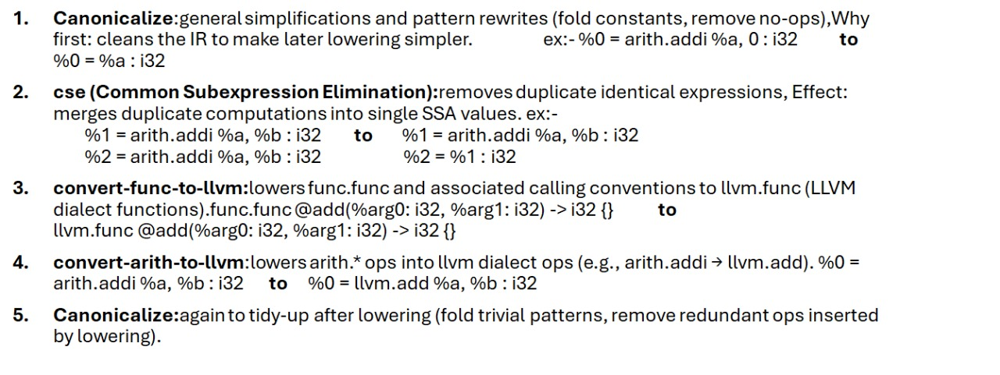 1. Canonicalize:general simplifications and pattern rewrites (fold constants, remove no-ops),Why
first: cleans the IR to make later lowering simpler. ex:- %0 = arith.addi %a, 0 : i32 to
%0 = %a : i32
2. cse (Common Subexpression Elimination):removes duplicate identical expressions, Effect:
merges duplicate computations into single SSA values. ex:-
%1 = arith.addi %a, %b : i32 to %1 = arith.addi %a, %b : i32
%2 = arith.addi %a, %b : i32 %2 = %1 : i32
3. convert-func-to-llvm:lowers func.func and associated calling conventions to llvm.func (LLVM
dialect functions).func.func @add(%arg0: i32, %arg1: i32) -> i32 {} to
llvm.func @add(%arg0: i32, %arg1: i32) -> i32 {}
4. convert-arith-to-llvm:lowers arith.* ops into llvm dialect ops (e.g., arith.addi → llvm.add). %0 =
arith.addi %a, %b : i32 to %0 = llvm.add %a, %b : i32
5. Canonicalize:again to tidy-up after lowering (fold trivial patterns, remove redundant ops inserted
by lowering).